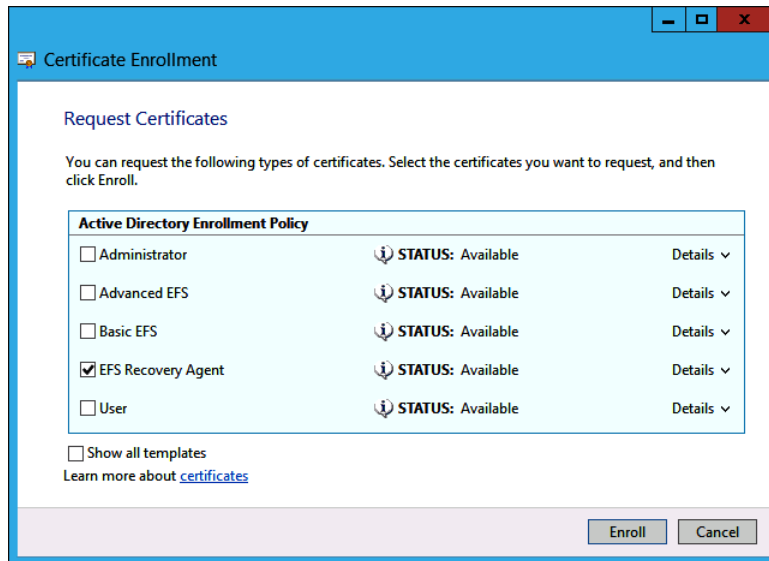 Certificate Enrollment
Request Certificates
You can request the following types of certificates. Select the certificates you want to request, and then
click Enroll.
Active Directory Enrollment Policy
Administrator STATUS: Available Details
Advanced EFS STATUS: Available Details
Basic EFS STATUS: Available Details
EFS Recovery Agent STATUS: Available Details
User STATUS: Available Details
Show all templates
Learn more about certificates
Enroll Cancel